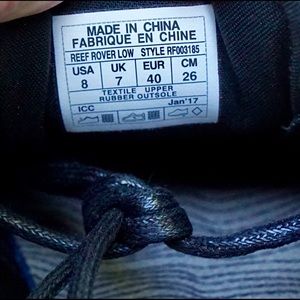 MADE IN CHINA
FABRIQUE EN CHINE
REEF ROVER LOW STYLE RF003185
USA UK EUR CM
8 7 40 26
TEXTILE UPPER
RUBBER OUTSOLE
ICC Jan'17